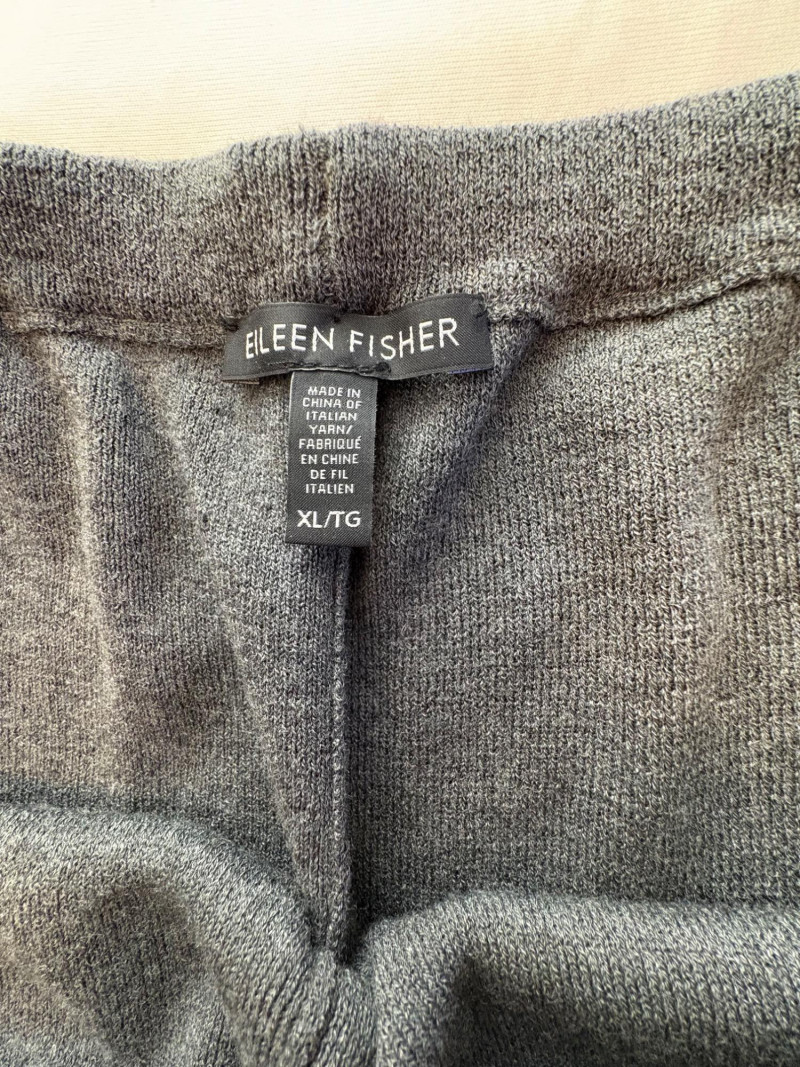 EILEEN FISHER
MADE IN
CHINA OF
ITALIAN
YARN/
FABRIQUÉ
EN CHINE
DE FIL
ITALIEN
XL/TG